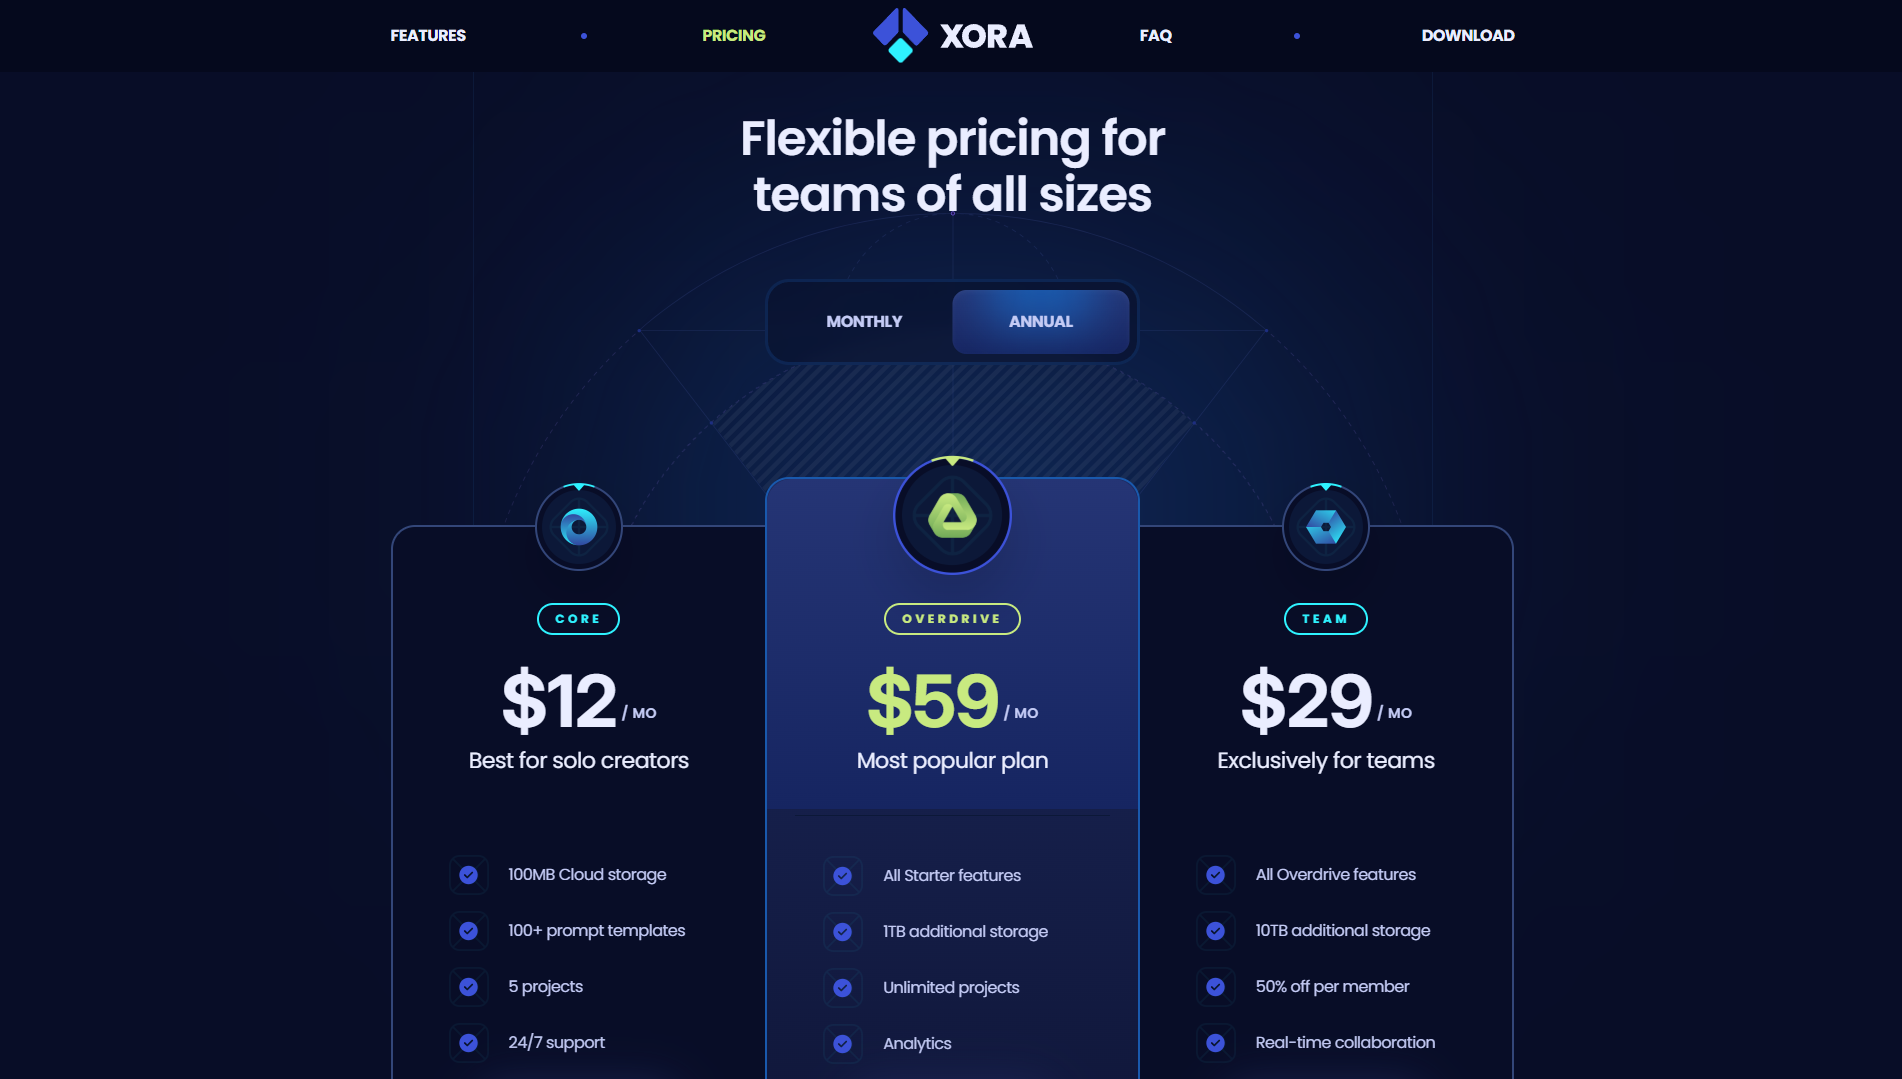 FEATURES
PRICING
XORA
FAQ
DOWNLOAD
Flexible pricing for
teams of all sizes
MONTHLY
ANNUAL
CORE
$12 / MO
Best for solo creators
100MB Cloud storage
100+ prompt templates
5 projects
24/7 support
OVERDRIVE
$59 / MO
Most popular plan
All Starter features
1TB additional storage
Unlimited projects
Analytics
TEAM
$29 / MO
Exclusively for teams
All Overdrive features
10TB additional storage
50% off per member
Real-time collaboration